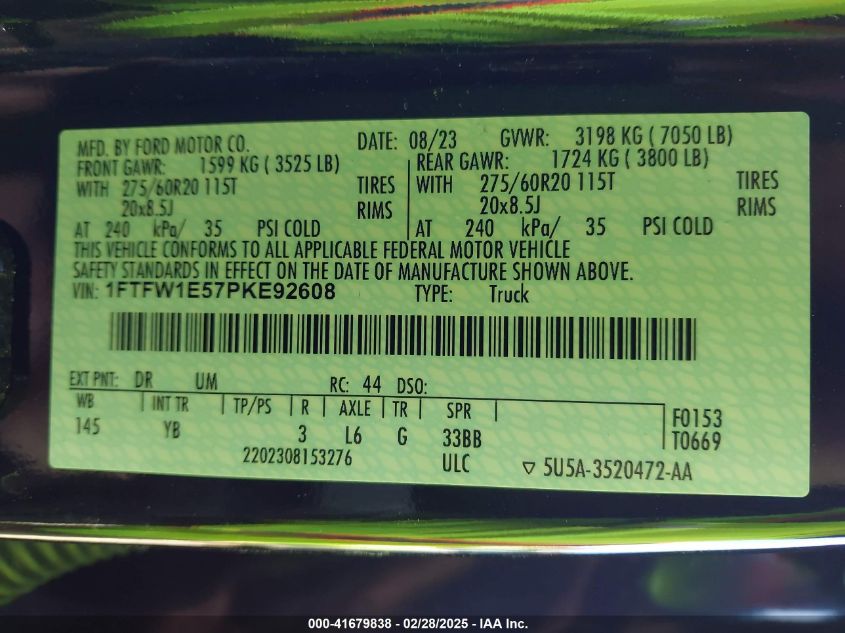 MFD. BY FORD MOTOR CO. DATE: 08/23 GVWR: 3198 KG ( 7050 LB)
FRONT GAWR: 1599 KG ( 3525 LB) REAR GAWR: 1724 KG ( 3800 LB)
WITH 275/60R20 115T TIRES WITH 275/60R20 115T TIRES
20x8.5J RIMS 20x8.5J RIMS
AT 240 kPa/ 35 PSI COLD AT 240 kPa/ 35 PSI COLD
THIS VEHICLE CONFORMS TO ALL APPLICABLE FEDERAL MOTOR VEHICLE
SAFETY STANDARDS IN EFFECT ON THE DATE OF MANUFACTURE SHOWN ABOVE.
VIN: 1FTFW1E57PKE92608 TYPE: Truck
EXT PNT: DR UM RC: 44 DSO:
WB | INT TR | TP/PS | R | AXLE | TR | SPR | F0153
145 YB 3 L6 G 33BB T0669
2202308153276 ULC ▽ 5U5A-3520472-AA
000-41679838 - 02/28/2025 - IAA Inc.